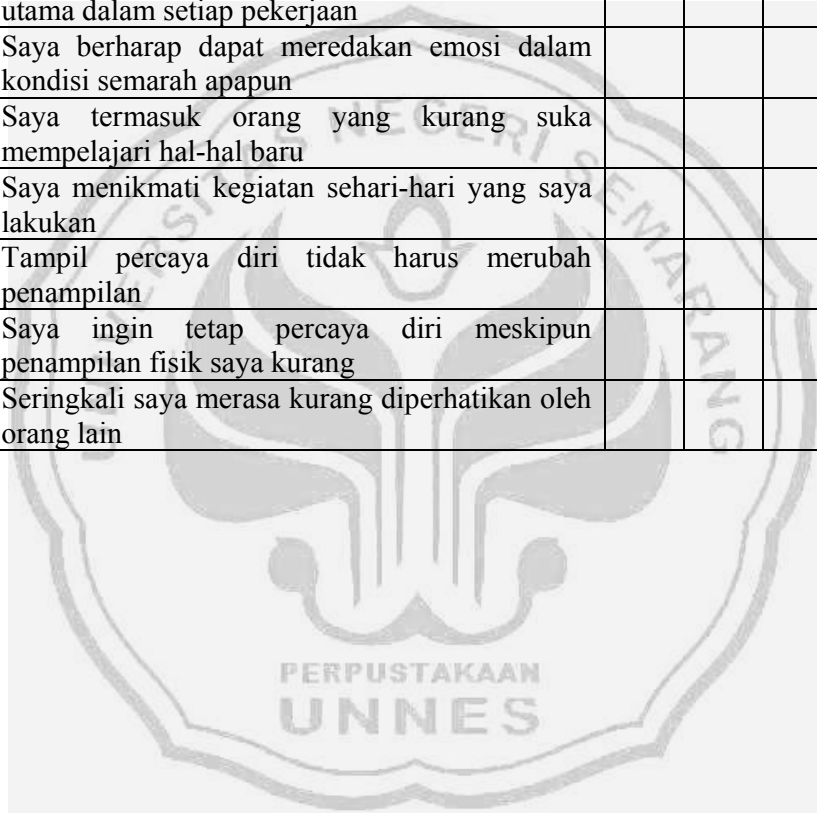 utama dalam setiap pekerjaan
Saya berharap dapat meredakan emosi dalam
kondisi semarah apapun
Saya termasuk orang yang kurang suka
mempelajari hal-hal baru
Saya menikmati kegiatan sehari-hari yang saya
lakukan
Tampil percaya diri tidak harus merubah
penampilan
Saya ingin tetap percaya diri meskipun
penampilan fisik saya kurang
Seringkali saya merasa kurang diperhatikan oleh
orang lain
UNIVERSITAS NEGERI SEMARANG
PERPUSTAKAAN
UNNES